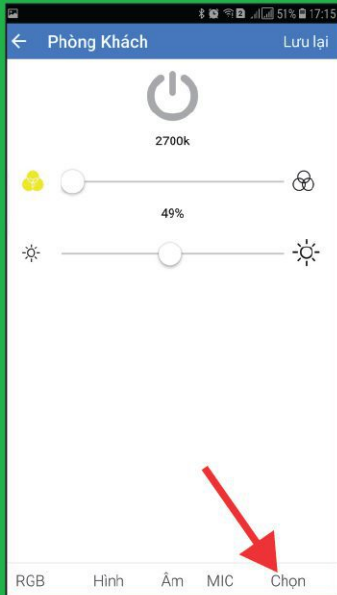 51% 17:15
Phòng Khách Lưu lại
2700k
49%
RGB Hình Âm MIC Chọn